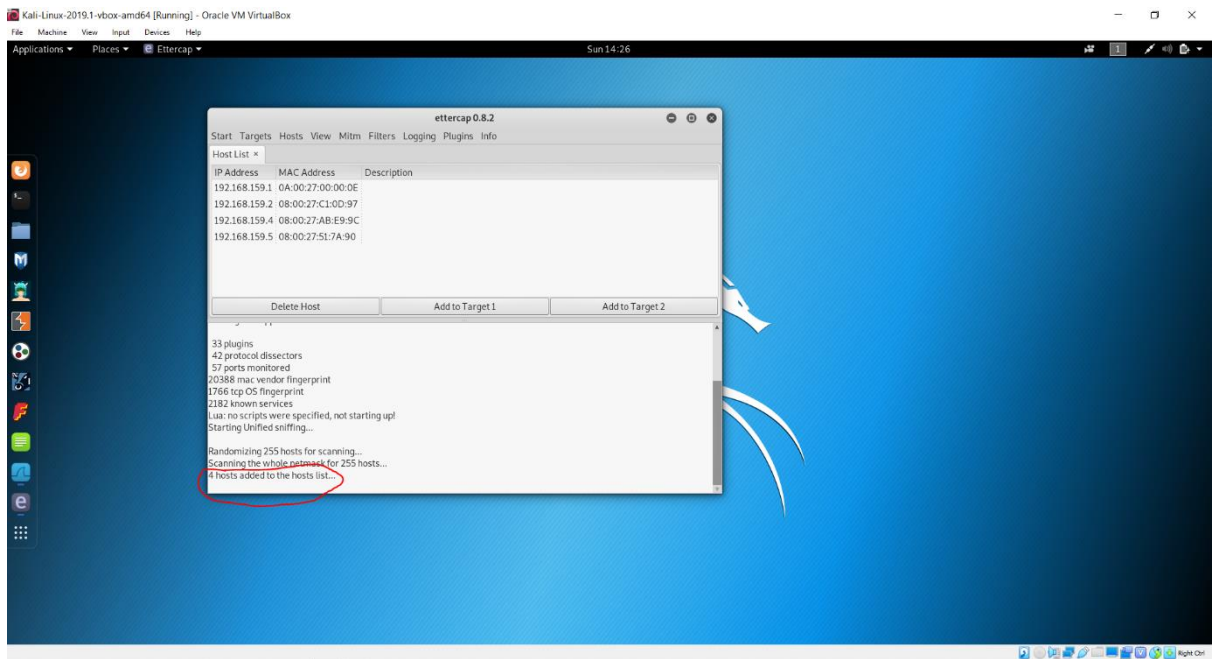 Kali-Linux-2019.1-vbox-amd64 [Running] - Oracle VM VirtualBox
File Machine View Input Devices Help
Applications Places Ettercap Sun 14:26 1
ettercap 0.8.2
Start Targets Hosts View Mitm Filters Logging Plugins Info
Host List ×
IP Address MAC Address Description
192.168.159.1 0A:00:27:00:00:0E
192.168.159.2 08:00:27:C1:0D:97
192.168.159.4 08:00:27:AB:E9:9C
192.168.159.5 08:00:27:51:7A:90
Delete Host Add to Target 1 Add to Target 2
33 plugins
42 protocol dissectors
57 ports monitored
20388 mac vendor fingerprint
1766 tcp OS fingerprint
2182 known services
Lua: no scripts were specified, not starting up!
Starting Unified sniffing...
Randomizing 255 hosts for scanning...
Scanning the whole netmask for 255 hosts...
4 hosts added to the hosts list...
Right Ctrl